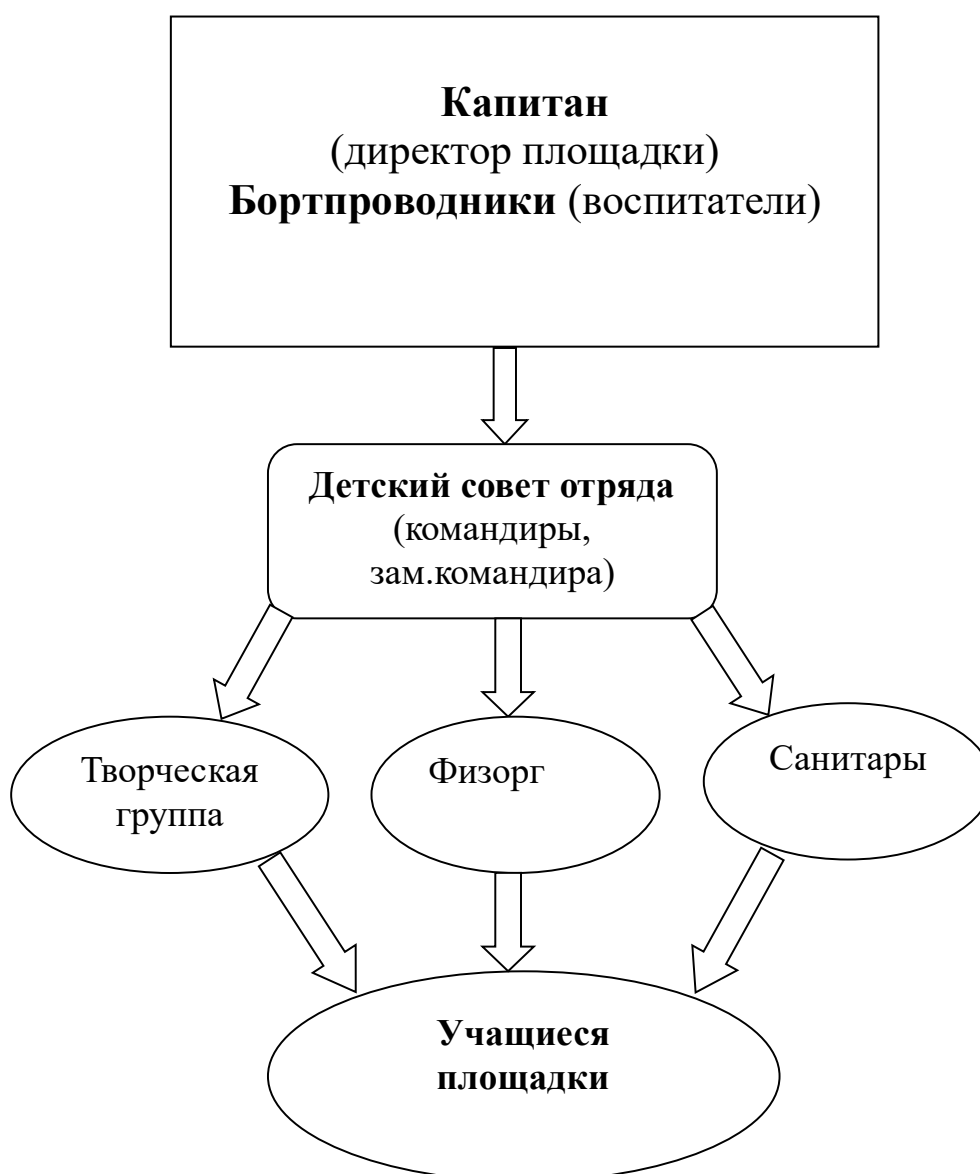 Капитан
(директор площадки)
Бортпроводники (воспитатели)
Детский совет отряда
(командиры,
зам.командира)
Творческая
группа
Физорг
Санитары
Учащиеся
площадки